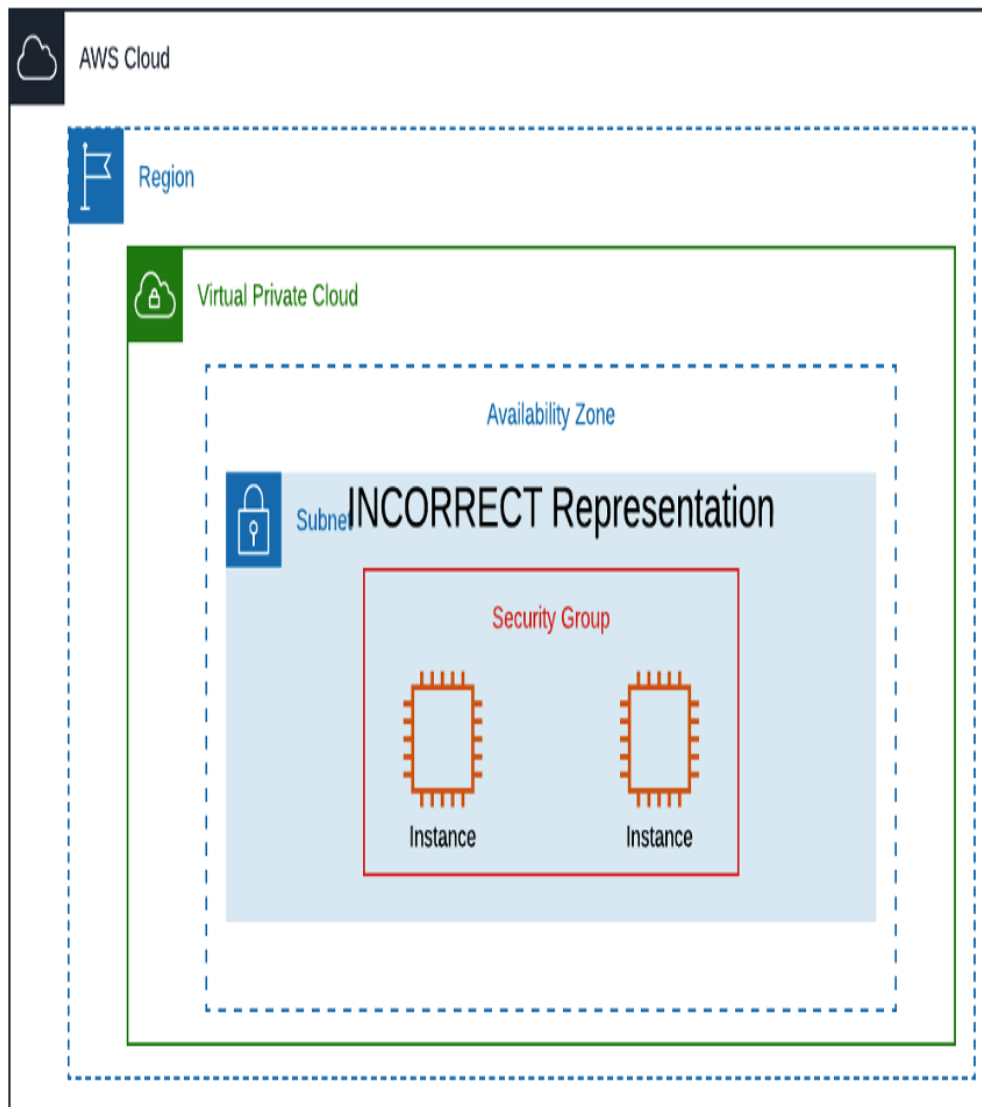 AWS Cloud
Region
Virtual Private Cloud
Availability Zone
Subnet
INCORRECT Representation
Security Group
Instance
Instance